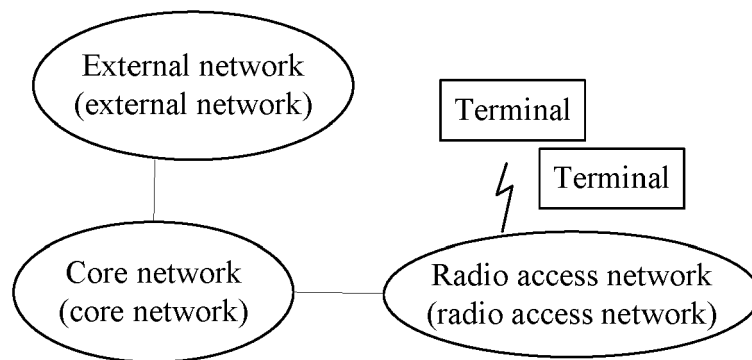 External network
(external network)
Terminal
Terminal
Core network
(core network)
Radio access network
(radio access network)